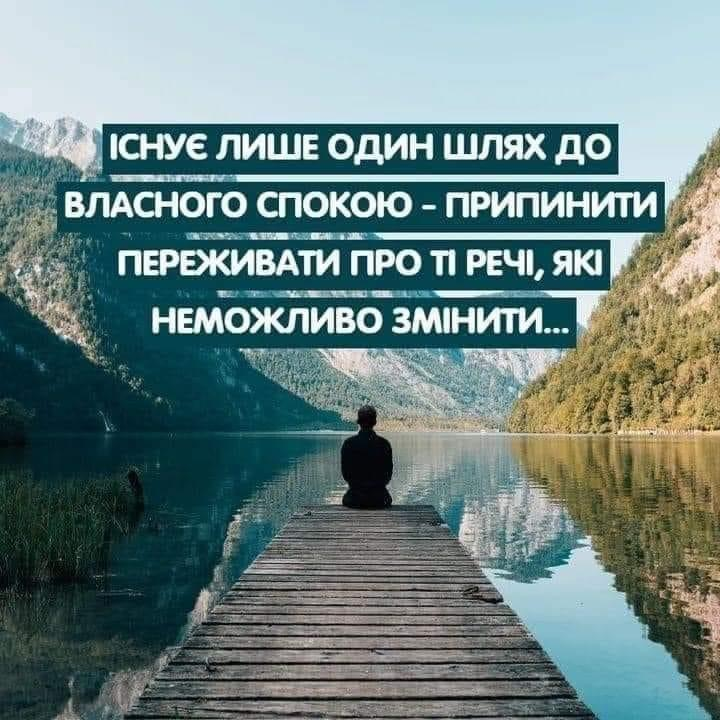 ІСНУЄ ЛИШЕ ОДИН ШЛЯХ ДО
ВЛАСНОГО СПОКОЮ - ПРИПИНИТИ
ПЕРЕЖИВАТИ ПРО ТІ РЕЧІ, ЯКІ
НЕМОЖЛИВО ЗМІНИТИ...